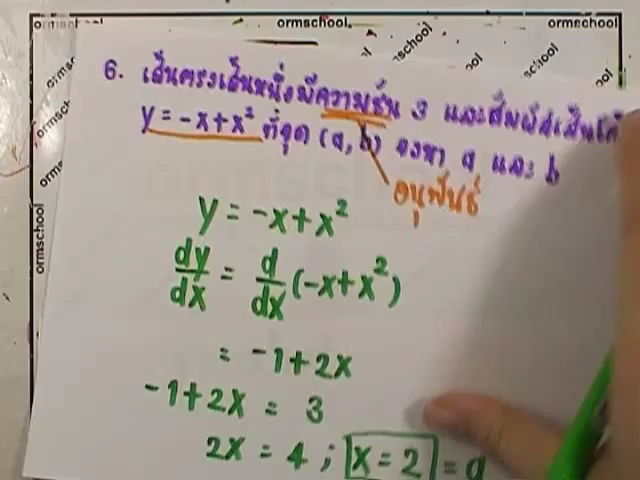 ormschool ormschool
6. เส้นตรงเส้นหนึ่งมีความชัน 3 และสัมผัสเส้นโค้ง
y = -x+x² ที่จุด (a, b) จงหา a และ b
อนุพันธ์
y = -x+x²
dy/dx = d/dx (-x+x²)
= -1+2x
-1+2x = 3
2x = 4 ; x = 2 = a
ormschool